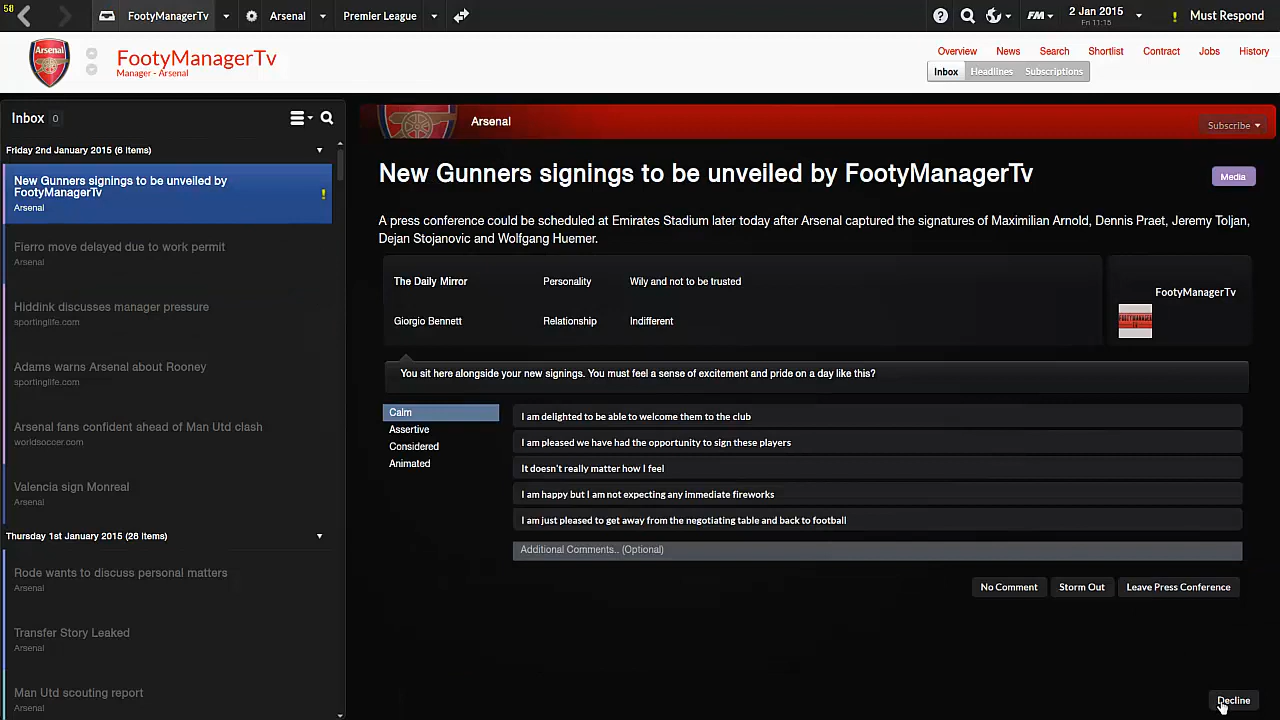 58
FootyManagerTv
Arsenal
Premier League
FM
2 Jan 2015
Fri 11:15
Must Respond
Arsenal
FootyManagerTv
Manager - Arsenal
Overview
News
Search
Shortlist
Contract
Jobs
History
Inbox
Headlines
Subscriptions
Inbox 0
Friday 2nd January 2015 (6 Items)
New Gunners signings to be unveiled by
FootyManagerTv
Arsenal
Fierro move delayed due to work permit
Arsenal
Hiddink discusses manager pressure
sportinglife.com
Adams warns Arsenal about Rooney
sportinglife.com
Arsenal fans confident ahead of Man Utd clash
worldsoccer.com
Valencia sign Monreal
Arsenal
Thursday 1st January 2015 (26 Items)
Rode wants to discuss personal matters
Arsenal
Transfer Story Leaked
Arsenal
Man Utd scouting report
Arsenal
Arsenal
Subscribe
New Gunners signings to be unveiled by FootyManagerTv
Media
A press conference could be scheduled at Emirates Stadium later today after Arsenal captured the signatures of Maximilian Arnold, Dennis Praet, Jeremy Toljan,
Dejan Stojanovic and Wolfgang Huemer.
The Daily Mirror
Personality
Wily and not to be trusted
Giorgio Bennett
Relationship
Indifferent
FootyManagerTv
You sit here alongside your new signings. You must feel a sense of excitement and pride on a day like this?
Calm
Assertive
Considered
Animated
I am delighted to be able to welcome them to the club
I am pleased we have had the opportunity to sign these players
It doesn't really matter how I feel
I am happy but I am not expecting any immediate fireworks
I am just pleased to get away from the negotiating table and back to football
Additional Comments.. (Optional)
No Comment
Storm Out
Leave Press Conference
Decline